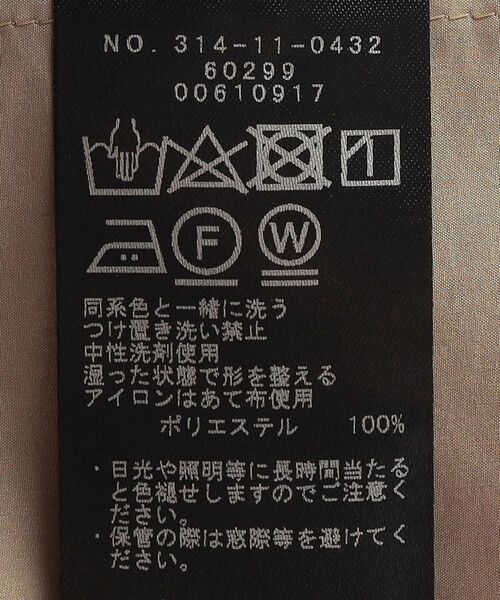 NO. 314-11-0432
60299
00610917
F W
同系色と一緒に洗う
つけ置き洗い禁止
中性洗剤使用
湿った状態で形を整える
アイロンはあて布使用
ポリエステル 100%
・日光や照明等に長時間当たる
と色褪せしますのでご注意く
ださい。
・保管の際は窓際等を避けてく
ださい。